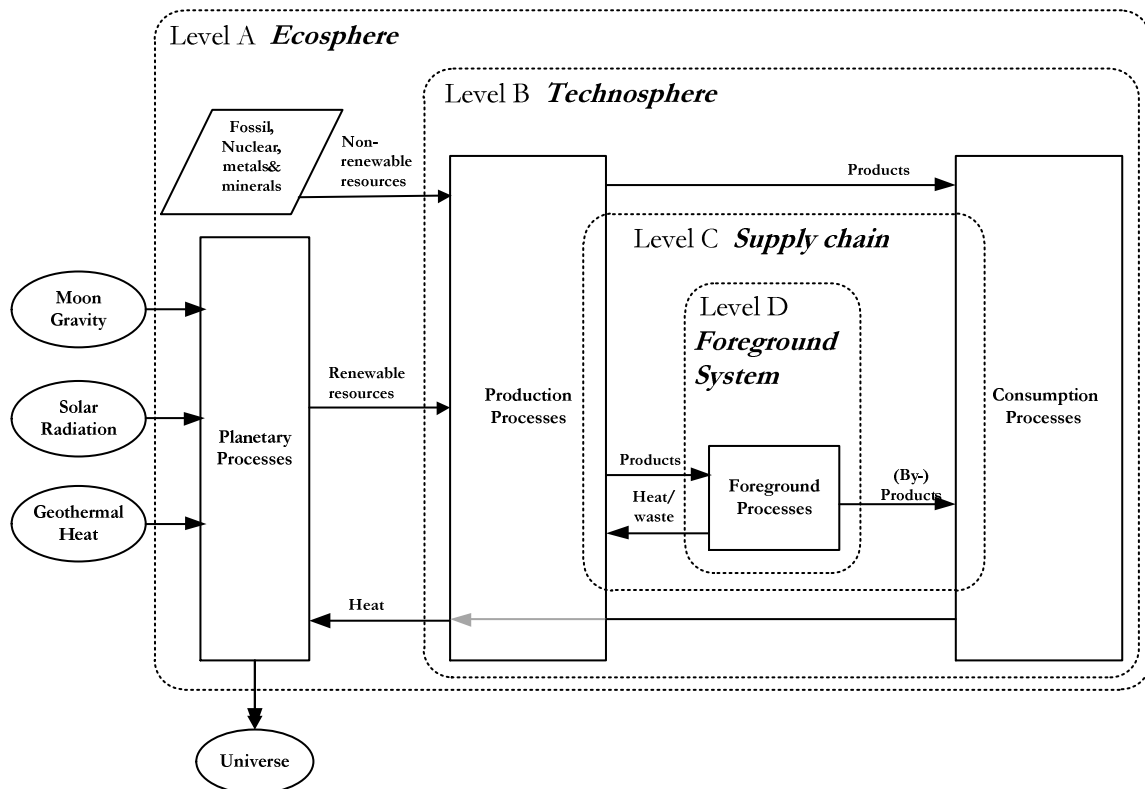 Level A Ecosphere
Level B Technosphere
Fossil,
Nuclear,
metals&
minerals
Non-
renewable
resources
Products
Level C Supply chain
Moon
Gravity
Level D
Foreground
System
Renewable
resources
Solar
Radiation
Planetary
Processes
Production
Processes
Consumption
Processes
Products
Foreground
Processes
(By-)
Products
Heat/
waste
Geothermal
Heat
Heat
Universe